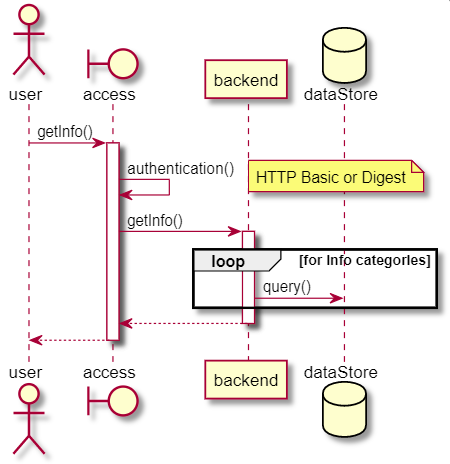 user
access
backend
dataStore
getInfo()
authentication()
HTTP Basic or Digest
getInfo()
loop
[for Info categories]
query()
user
access
backend
dataStore